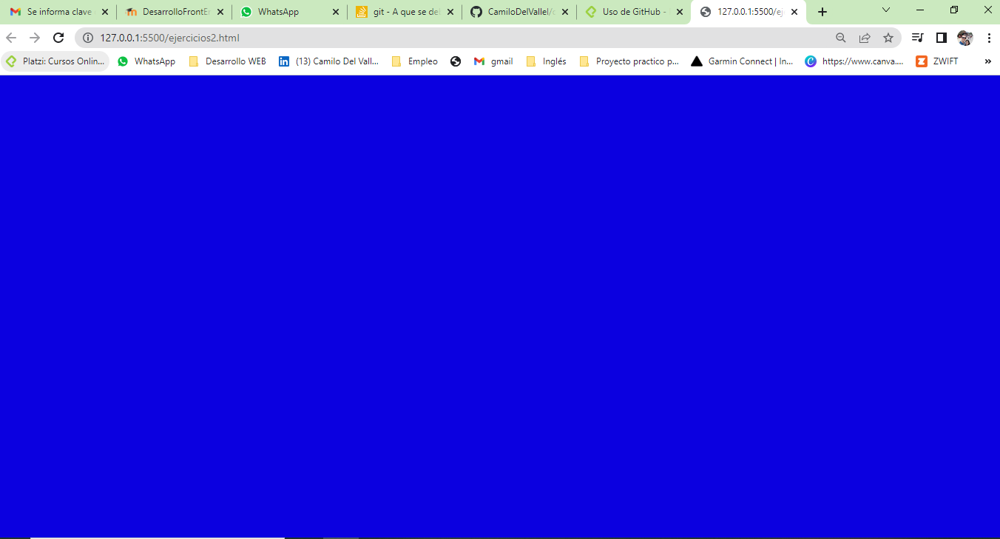 Se informa clave DesarrolloFrontEn WhatsApp git - A que se deb CamiloDelVallel/c Uso de GitHub - 127.0.0.1:5500/ej
127.0.0.1:5500/ejercicios2.html
Platzi: Cursos Onlin... WhatsApp Desarrollo WEB (13) Camilo Del Vall... Empleo gmail Inglés Proyecto practico p... Garmin Connect | In... https://www.canva.... ZWIFT »